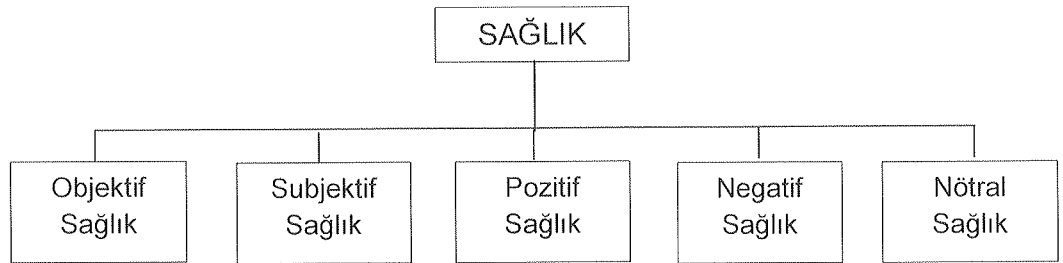 SAĞLIK
Objektif
Sağlık
Subjektif
Sağlık
Pozitif
Sağlık
Negatif
Sağlık
Nötral
Sağlık